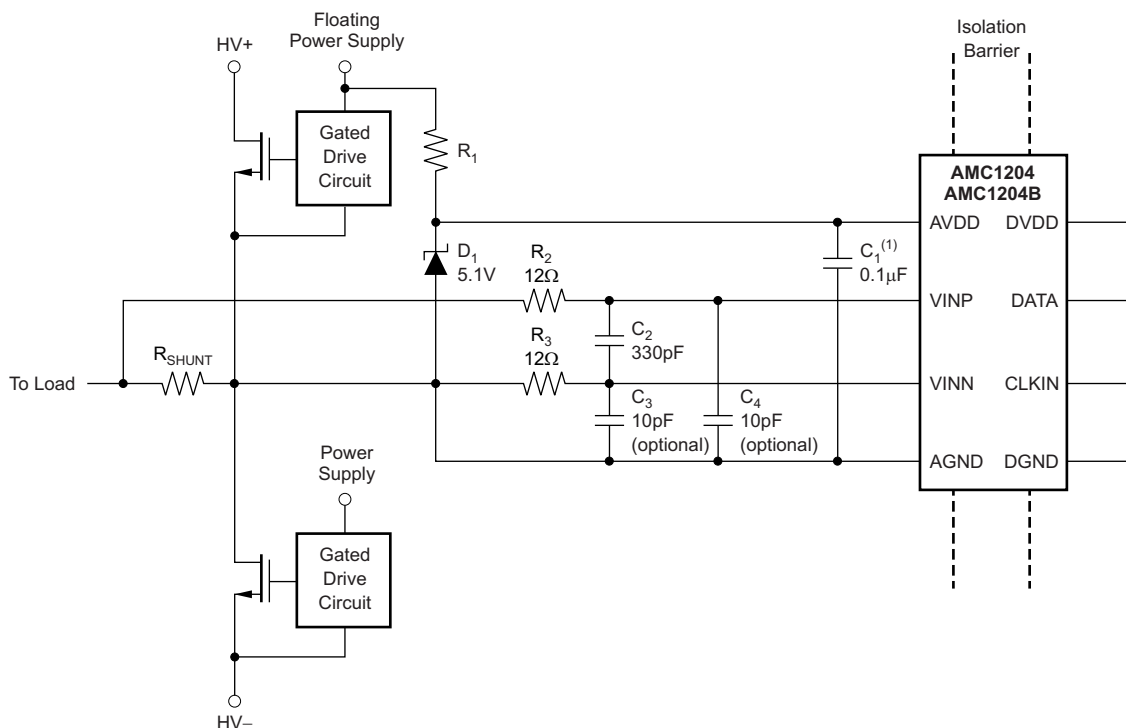 Floating
Power Supply
HV+
Isolation
Barrier
Gated
Drive
Circuit
R1
AMC1204
AMC1204B
AVDD
DVDD
D1
5.1V
R2
12Ω
C1(1)
0.1μF
VINP
DATA
C2
330pF
R3
12Ω
RSHUNT
To Load
VINN
CLKIN
C3
10pF
(optional)
C4
10pF
(optional)
AGND
DGND
Power
Supply
Gated
Drive
Circuit
HV–